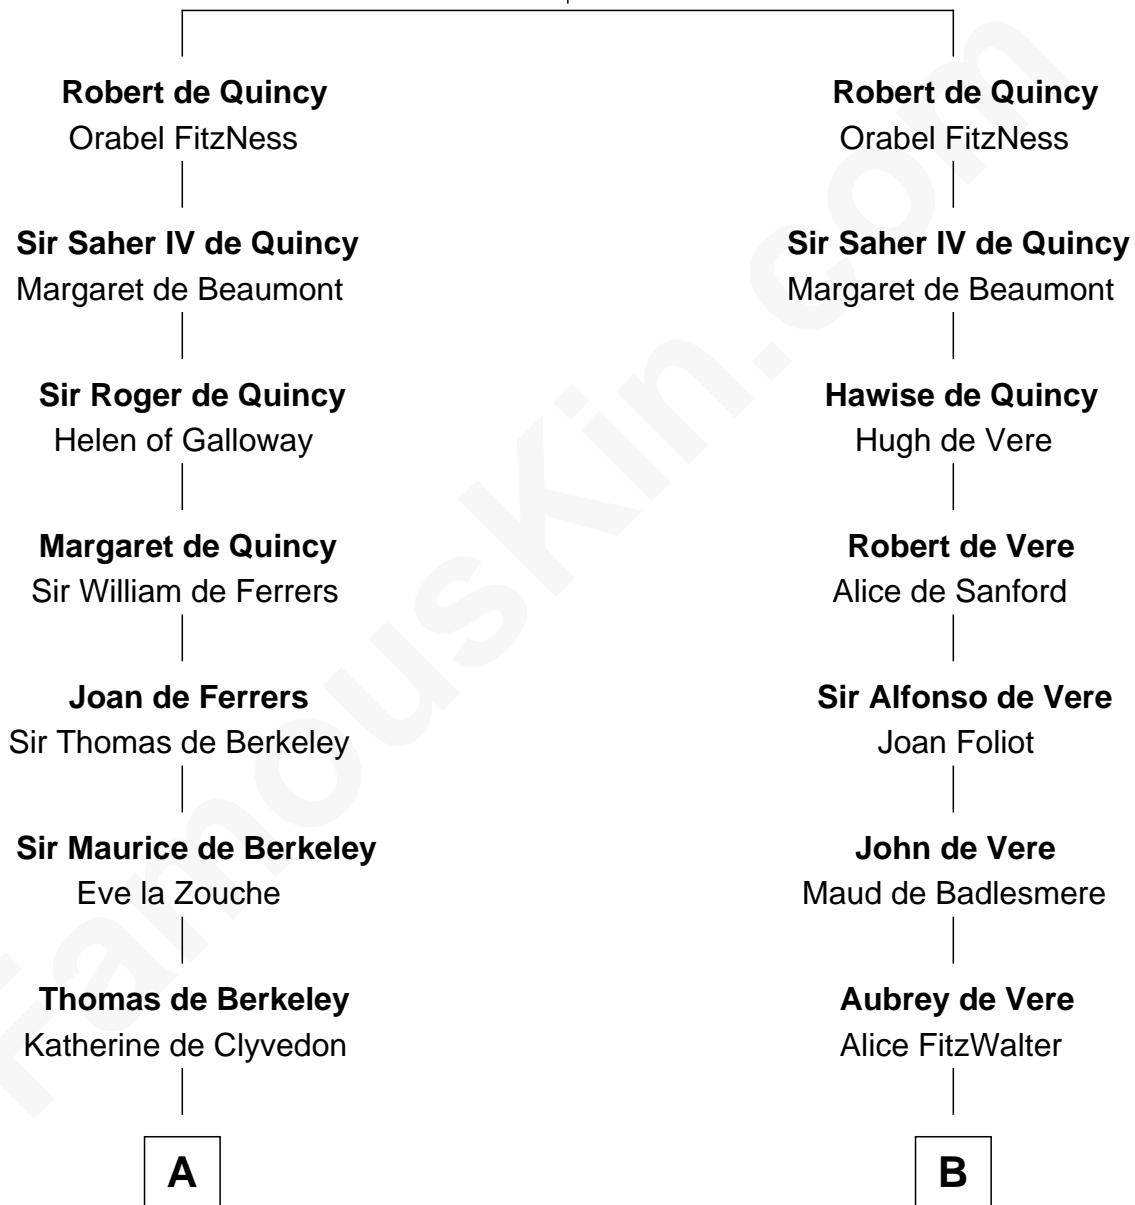 Robert de Quincy
Orabel FitzNess
Sir Saher IV de Quincy
Margaret de Beaumont
Sir Roger de Quincy
Helen of Galloway
Margaret de Quincy
Sir William de Ferrers
Joan de Ferrers
Sir Thomas de Berkeley
Sir Maurice de Berkeley
Eve la Zouche
Thomas de Berkeley
Katherine de Clyvedon
A
Robert de Quincy
Orabel FitzNess
Sir Saher IV de Quincy
Margaret de Beaumont
Hawise de Quincy
Hugh de Vere
Robert de Vere
Alice de Sanford
Sir Alfonso de Vere
Joan Foliot
John de Vere
Maud de Badlesmere
Aubrey de Vere
Alice FitzWalter
B
FamousKin.com